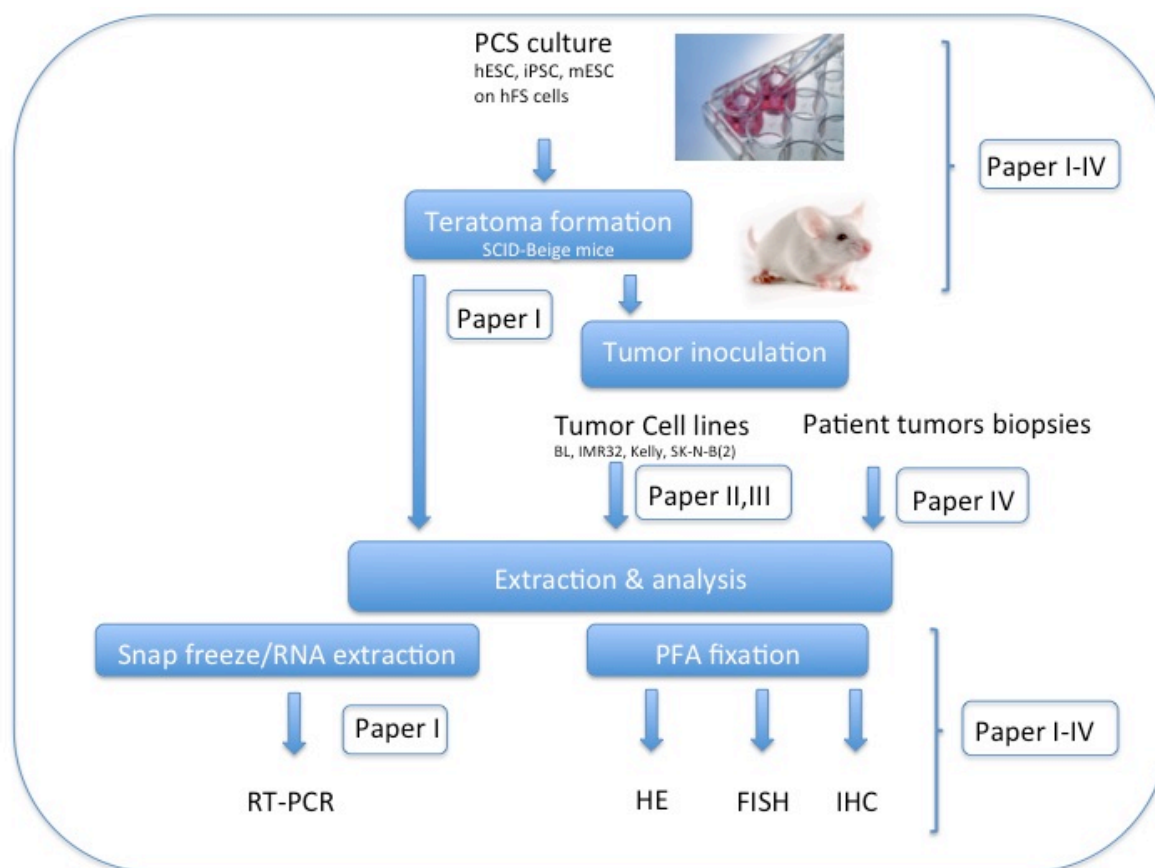 PCS culture
hESC, iPSC, mESC
on hFS cells
Paper I-IV
Teratoma formation
SCID-Beige mice
Paper I
Tumor inoculation
Tumor Cell lines
BL, IMR32, Kelly, SK-N-B(2)
Patient tumors biopsies
Paper II,III
Paper IV
Extraction & analysis
Snap freeze/RNA extraction
PFA fixation
Paper I
Paper I-IV
RT-PCR
HE
FISH
IHC